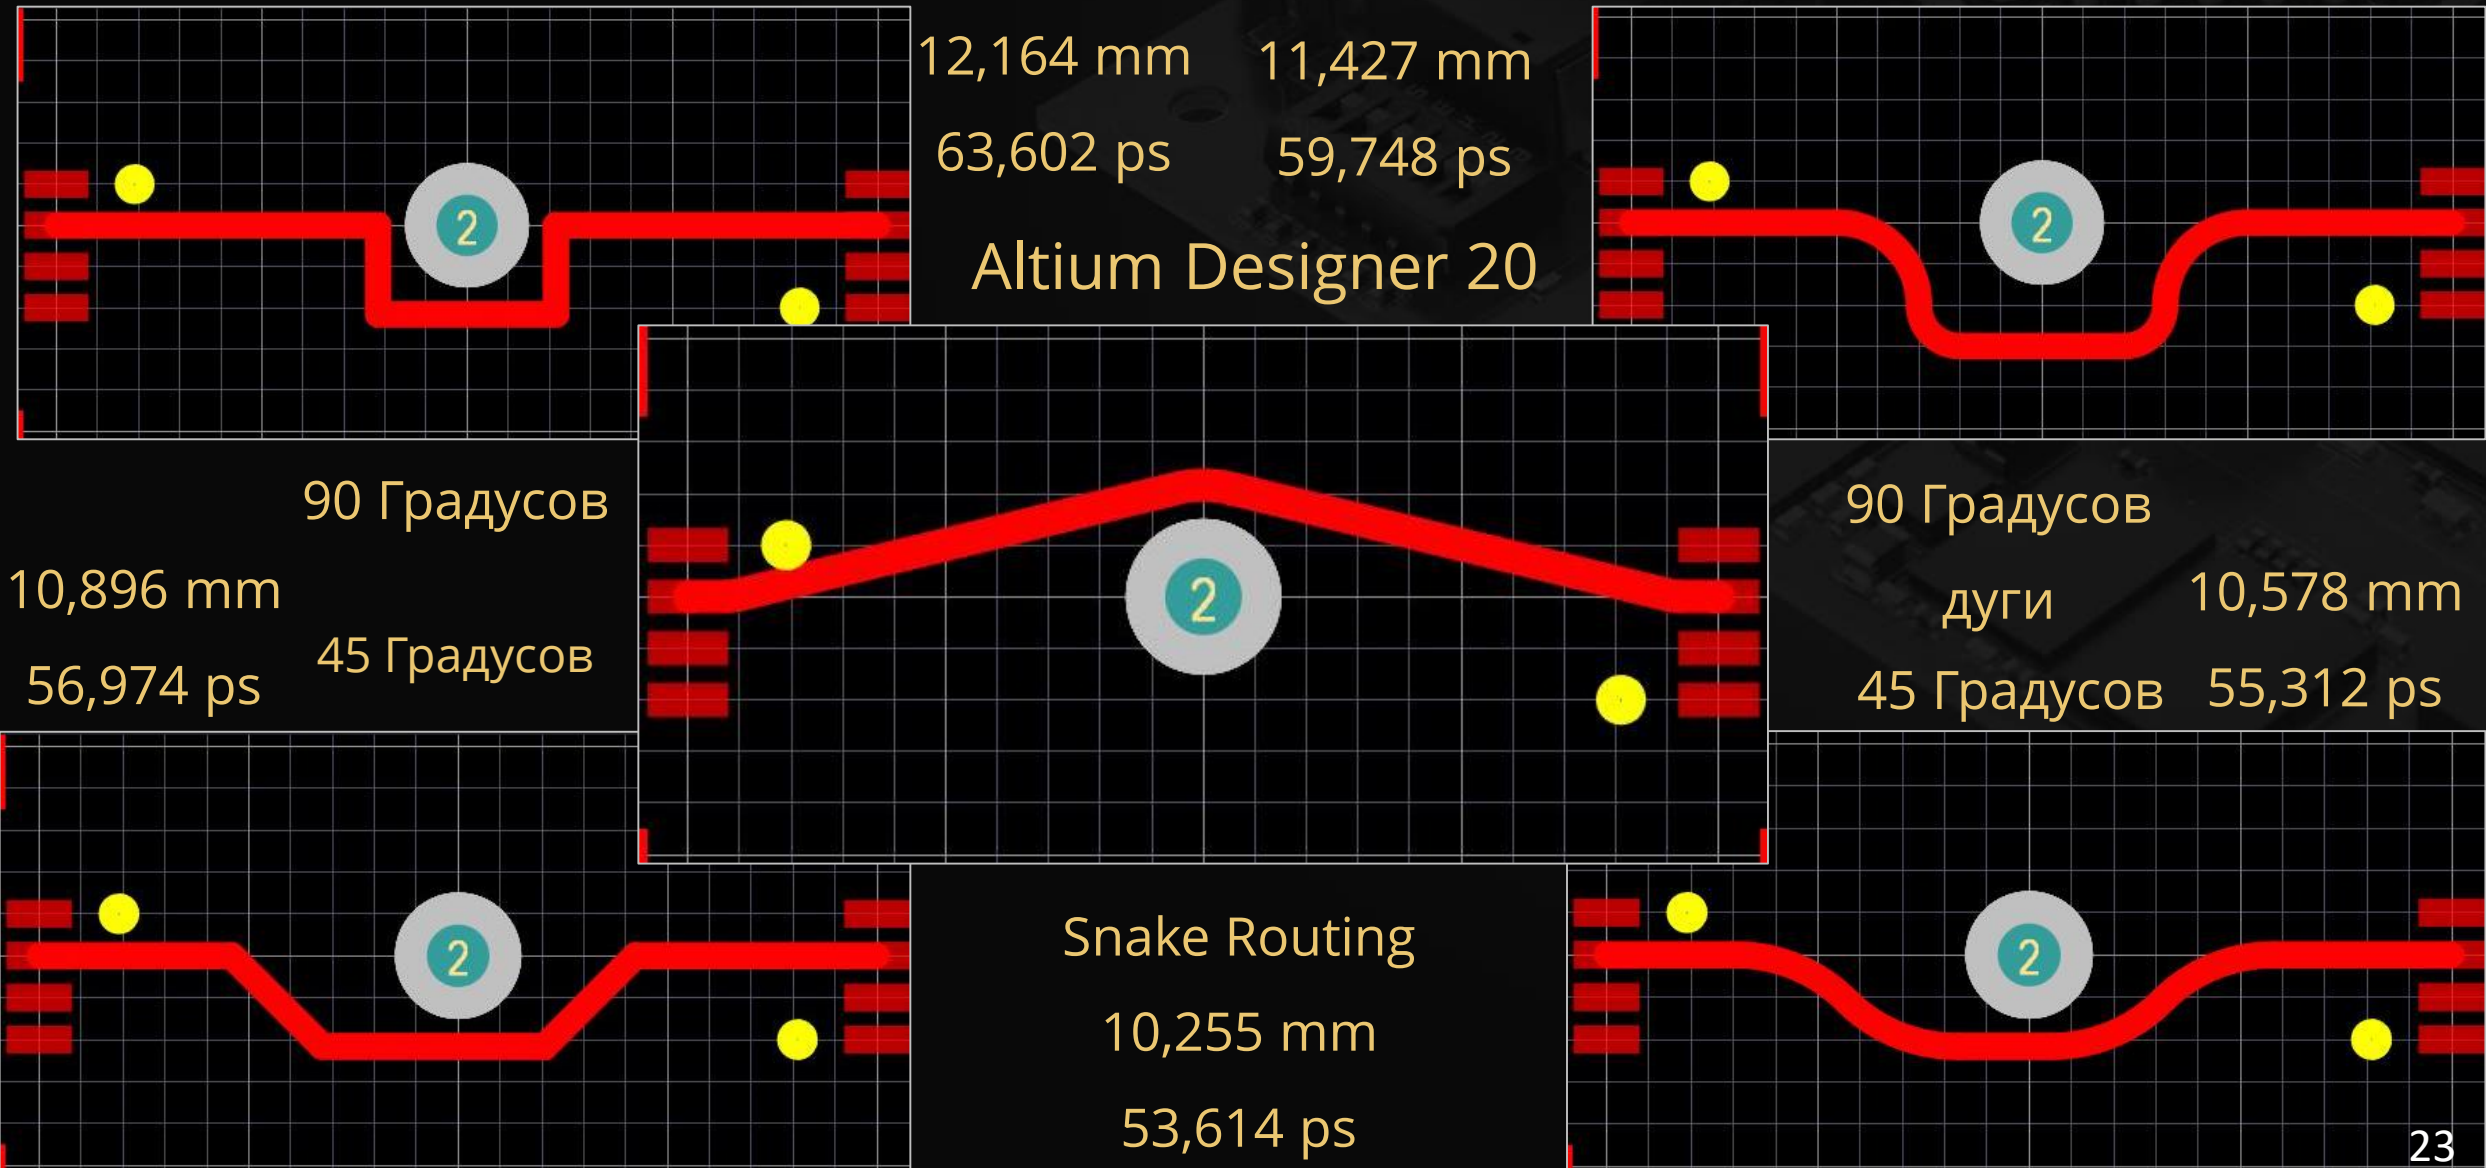 12,164 mm
63,602 ps
11,427 mm
59,748 ps
Altium Designer 20
2
2
90 Градусов
10,896 mm
45 Градусов
56,974 ps
2
90 Градусов
дуги
10,578 mm
45 Градусов
55,312 ps
2
2
Snake Routing
10,255 mm
53,614 ps
23